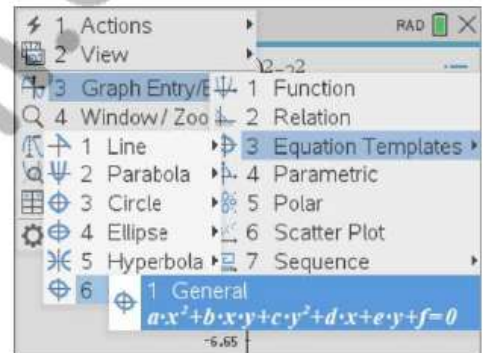 1 Actions
RAD
2 View
3 Graph Entry/E
1 Function
4 Window / Zoo
2 Relation
1 Line
3 Equation Templates
2 Parabola
4 Parametric
3 Circle
5 Polar
4 Ellipse
6 Scatter Plot
5 Hyperbola
7 Sequence
6
1 General
a·x²+b·x·y+c·y²+d·x+e·y+f=0
-6.65